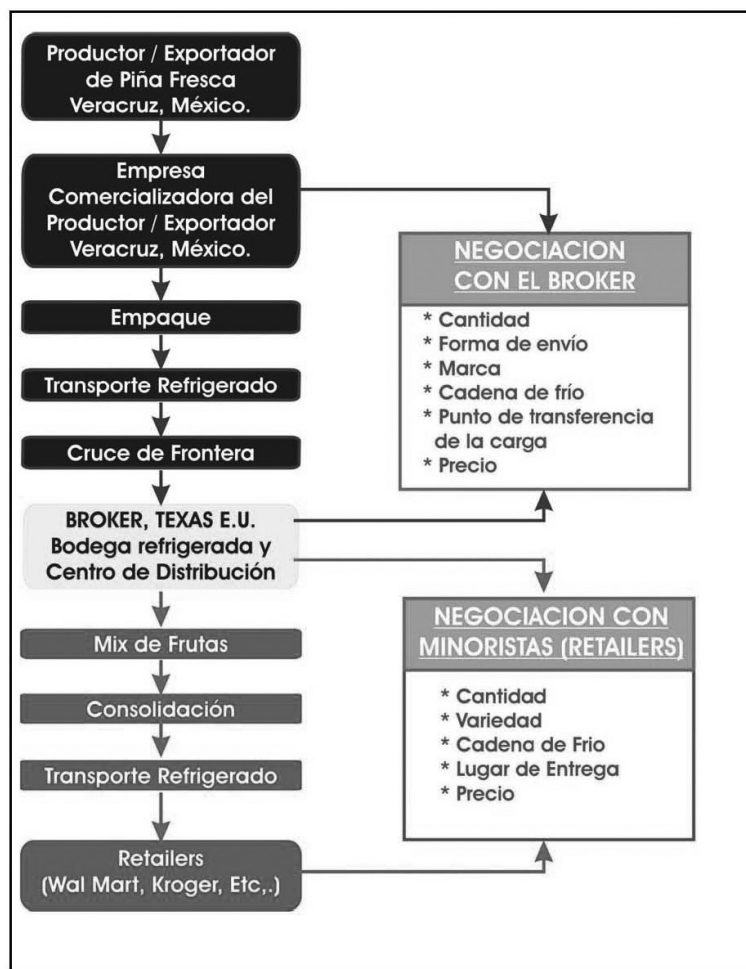 Productor / Exportador
de Piña Fresca
Veracruz, México.
Empresa
Comercializadora del
Productor / Exportador
Veracruz, México.
Empaque
Transporte Refrigerado
Cruce de Frontera
BROKER, TEXAS E.U.
Bodega refrigerada y
Centro de Distribución
Mix de Frutas
Consolidación
Transporte Refrigerado
Retailers
(Wal Mart, Kroger, Etc,.)
NEGOCIACION
CON EL BROKER
* Cantidad
* Forma de envío
* Marca
* Cadena de frío
* Punto de transferencia
de la carga
* Precio
NEGOCIACION CON
MINORISTAS (RETAILERS)
* Cantidad
* Variedad
* Cadena de Frio
* Lugar de Entrega
* Precio